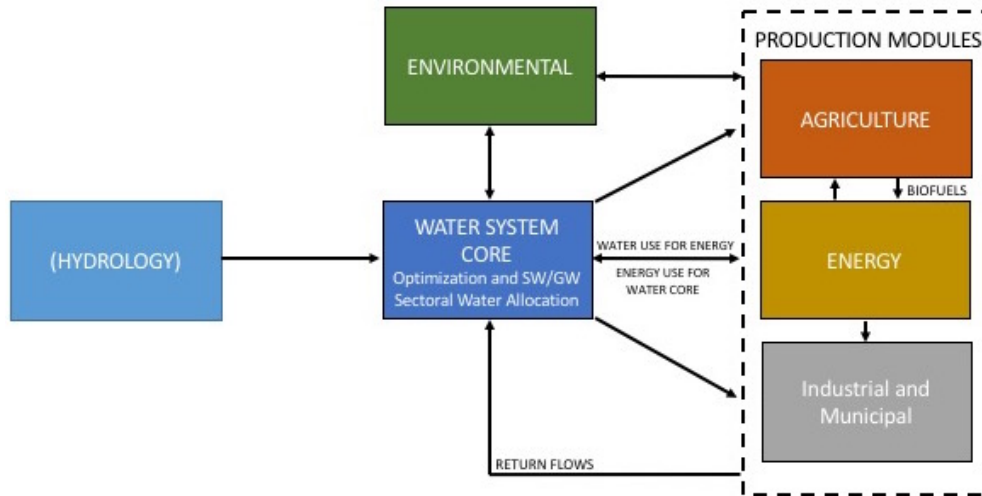 ENVIRONMENTAL
PRODUCTION MODULES
AGRICULTURE
BIOFUELS
(HYDROLOGY)
WATER SYSTEM
CORE
Optimization and SW/GW
Sectoral Water Allocation
WATER USE FOR ENERGY
ENERGY USE FOR
WATER CORE
ENERGY
Industrial and
Municipal
RETURN FLOWS